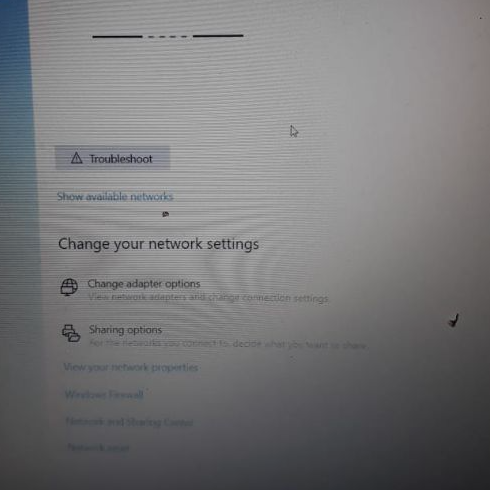 Troubleshoot
Show available networks
Change your network settings
Change adapter options
View network adapters and change connection settings.
Sharing options
For the networks you connect to, decide what you want to share.
View your network properties
Windows Firewall
Network and Sharing Center
Network reset